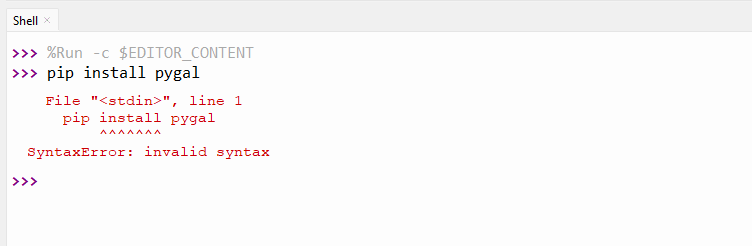 Shell ×
>>> %Run -c $EDITOR_CONTENT
>>> pip install pygal
File "<stdin>", line 1
pip install pygal
^^^^^^^
SyntaxError: invalid syntax
>>>